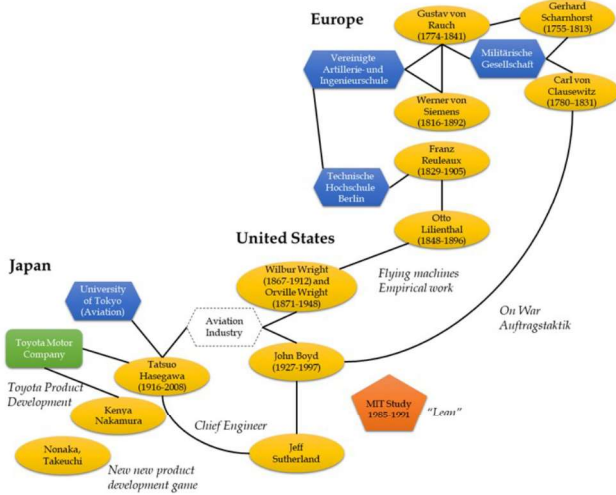 Europe
Gustav von
Rauch
(1774-1841)
Gerhard
Scharnhorst
(1755-1813)
Vereinigte
Artillerie- und
Ingenieurschule
Militärische
Gesellschaft
Carl von
Clausewitz
(1780-1831)
Werner von
Siemens
(1816-1892)
Franz
Reuleaux
(1829-1905)
Technische
Hochschule
Berlin
Otto
Lilienthal
(1848-1896)
United States
Wilbur Wright
(1867-1912) and
Orville Wright
(1871-1948)
Flying machines
Empirical work
On War
Auftragstaktik
Japan
University
of Tokyo
(Aviation)
Aviation
Industry
Toyota Motor
Company
Tatsuo
Hasegawa
(1916-2008)
John Boyd
(1927-1997)
Toyota Product
Development
Kenya
Nakamura
Chief Engineer
MIT Study
1985-1991
"Lean"
Nonaka,
Takeuchi
New new product
development game
Jeff
Sutherland